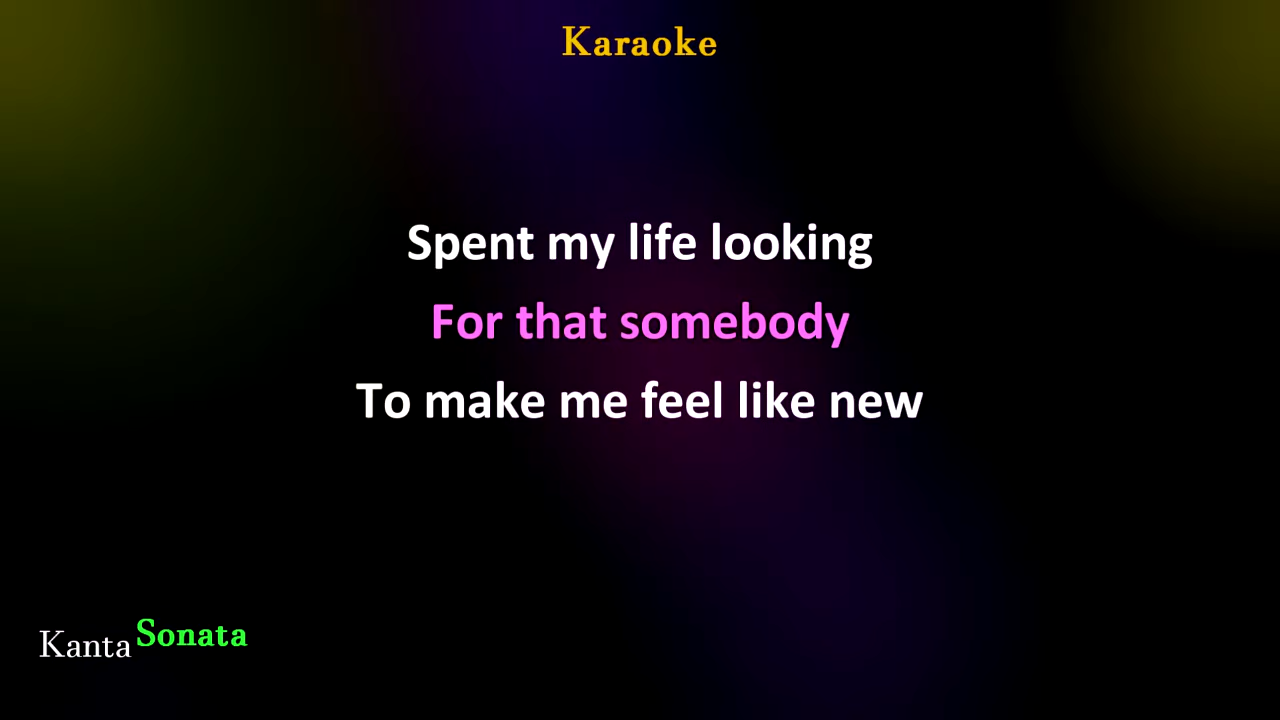 Karaoke
Spent my life looking
For that somebody
To make me feel like new
Kanta Sonata